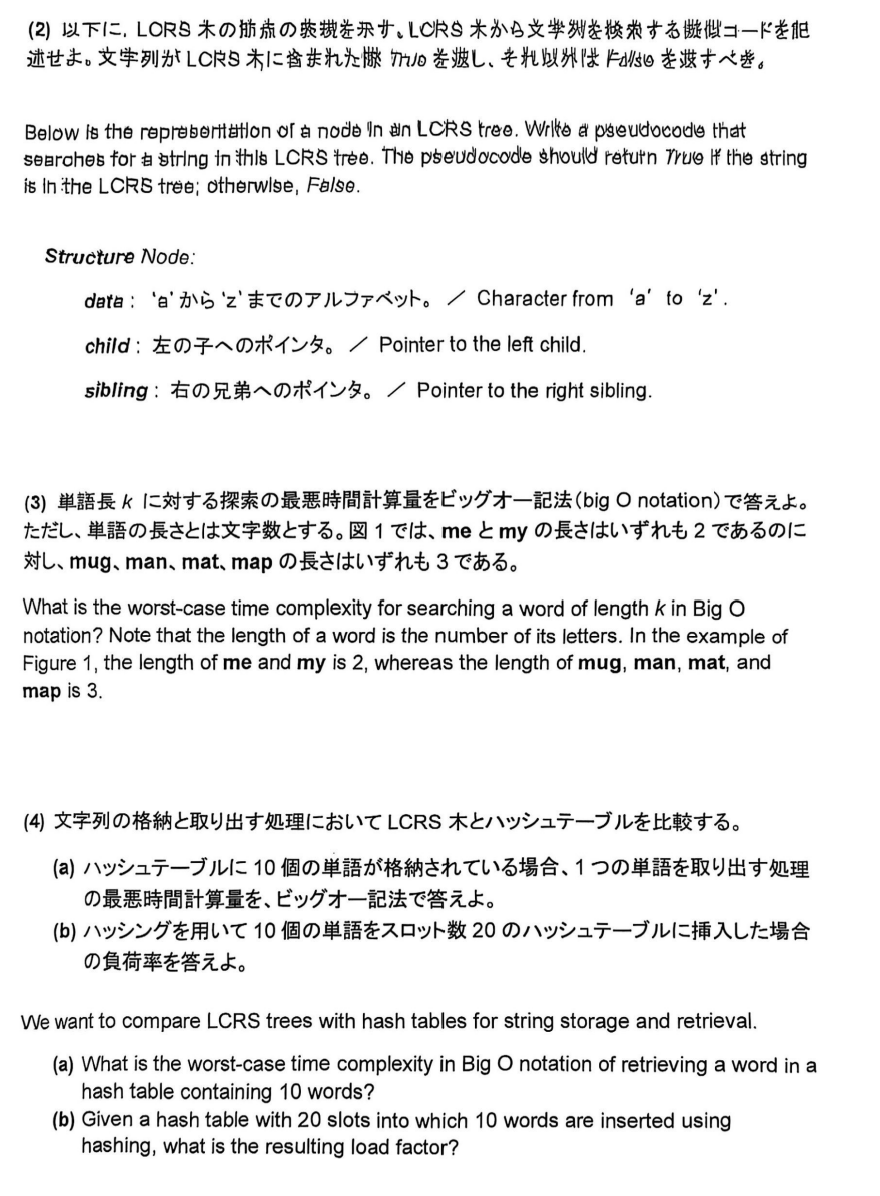 (2) 以下に, LCRS 木の節点の表現を示す。LCRS 木から文字列を検索する擬似コードを記
述せよ。文字列が LCRS 木に含まれた際 True を返し、それ以外は False を返すべき。
Below is the representation of a node in an LCRS tree. Write a pseudocode that
searches for a string in this LCRS tree. The pseudocode should return True if the string
is in the LCRS tree; otherwise, False.
Structure Node:
data : 'a' から 'z' までのアルファベット。 ／ Character from 'a' to 'z'.
child : 左の子へのポインタ。 ／ Pointer to the left child.
sibling : 右の兄弟へのポインタ。 ／ Pointer to the right sibling.
(3) 単語長 k に対する探索の最悪時間計算量をビッグオー記法(big O notation)で答えよ。
ただし、単語の長さとは文字数とする。図 1 では、me と my の長さはいずれも 2 であるのに
対し、mug、man、mat、map の長さはいずれも 3 である。
What is the worst-case time complexity for searching a word of length k in Big O
notation? Note that the length of a word is the number of its letters. In the example of
Figure 1, the length of me and my is 2, whereas the length of mug, man, mat, and
map is 3.
(4) 文字列の格納と取り出す処理において LCRS 木とハッシュテーブルを比較する。
(a) ハッシュテーブルに 10 個の単語が格納されている場合、1 つの単語を取り出す処理
の最悪時間計算量を、ビッグオー記法で答えよ。
(b) ハッシングを用いて 10 個の単語をスロット数 20 のハッシュテーブルに挿入した場合
の負荷率を答えよ。
We want to compare LCRS trees with hash tables for string storage and retrieval.
(a) What is the worst-case time complexity in Big O notation of retrieving a word in a
hash table containing 10 words?
(b) Given a hash table with 20 slots into which 10 words are inserted using
hashing, what is the resulting load factor?